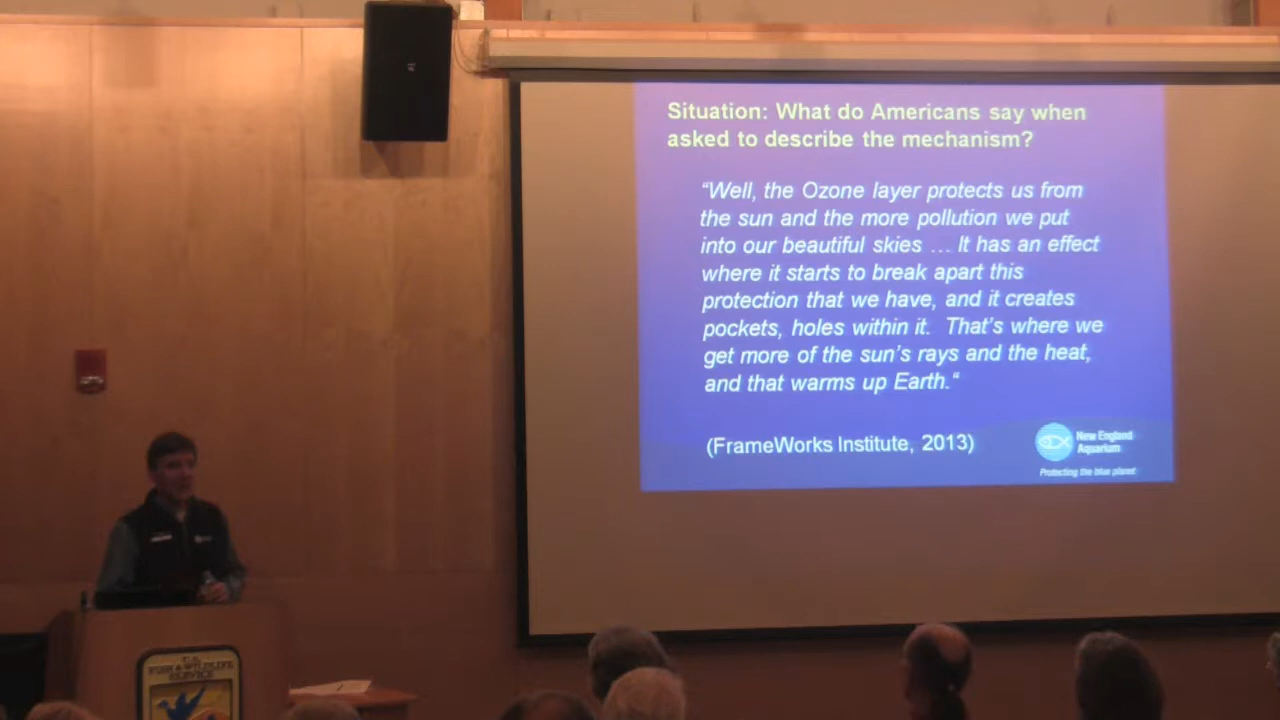 Situation: What do Americans say when
asked to describe the mechanism?
“Well, the Ozone layer protects us from
the sun and the more pollution we put
into our beautiful skies … It has an effect
where it starts to break apart this
protection that we have, and it creates
pockets, holes within it.  That’s where we
get more of the sun’s rays and the heat,
and that warms up Earth.“
(FrameWorks Institute, 2013)
New England
Aquarium
Protecting the blue planet
U.S.
FISH & WILDLIFE
SERVICE